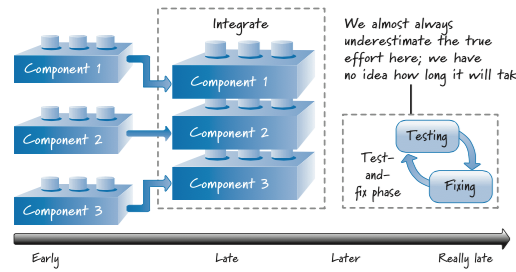 Integrate
We almost always
underestimate the true
effort here; we have
no idea how long it will tak
Component 1
Component 2
Component 3
Component 1
Component 2
Component 3
Testing
Test-
and-
fix phase
Fixing
Early
Late
Later
Really late